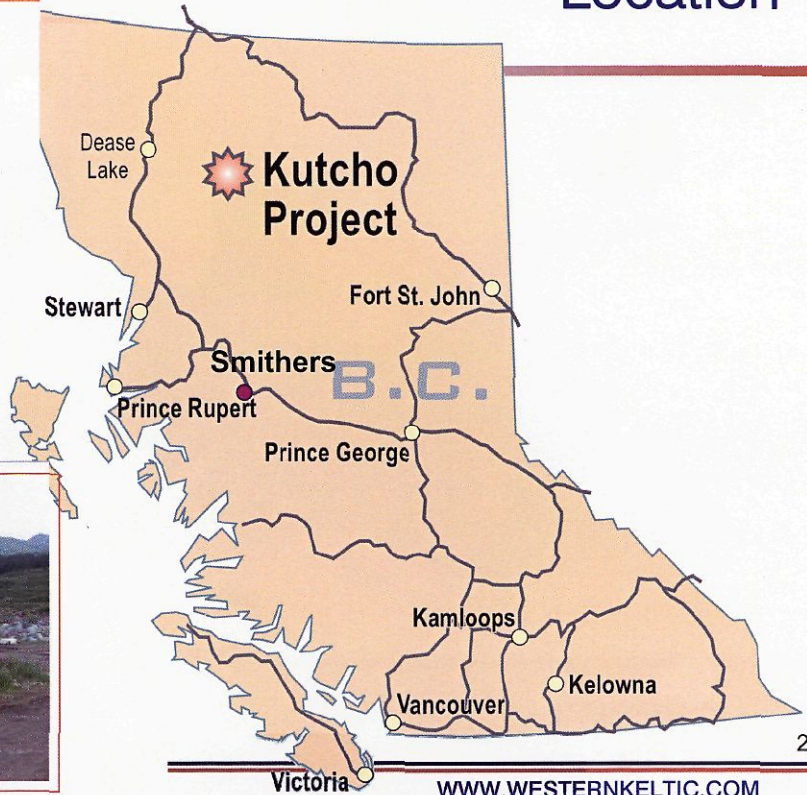 Location
Dease
Lake
Kutcho
Project
Stewart
Fort St. John
Smithers
B.C.
Prince Rupert
Prince George
Kamloops
Kelowna
Vancouver
Victoria
2
WWW.WESTERNKELTIC.COM